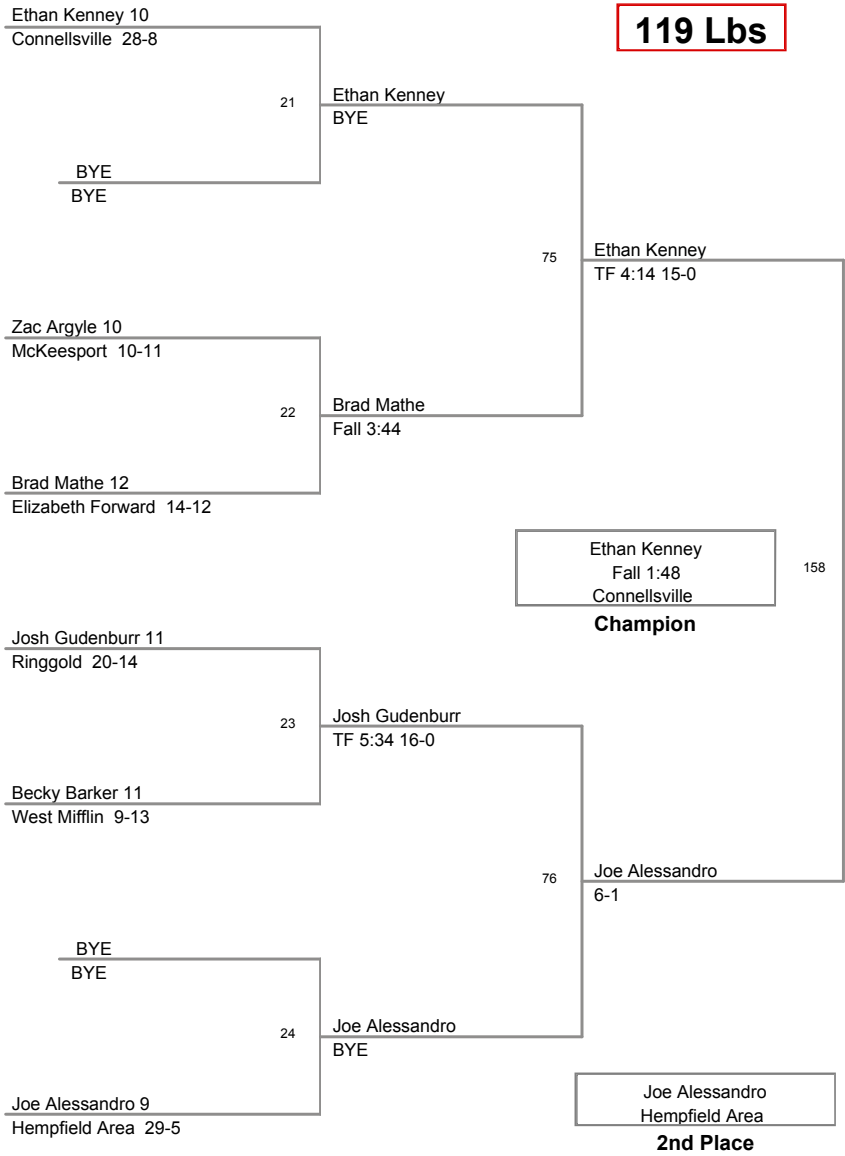 Ethan Kenney 10
119 Lbs
Connellsville  28-8
21
Ethan Kenney
BYE
BYE
BYE
75
Ethan Kenney
TF 4:14 15-0
Zac Argyle 10
McKeesport  10-11
22
Brad Mathe
Fall 3:44
Brad Mathe 12
Elizabeth Forward  14-12
Ethan Kenney
Fall 1:48
Connellsville
158
Champion
Josh Gudenburr 11
Ringgold  20-14
23
Josh Gudenburr
TF 5:34 16-0
Becky Barker 11
West Mifflin  9-13
76
Joe Alessandro
6-1
BYE
BYE
24
Joe Alessandro
BYE
Joe Alessandro 9
Hempfield Area  29-5
Joe Alessandro
Hempfield Area
2nd Place